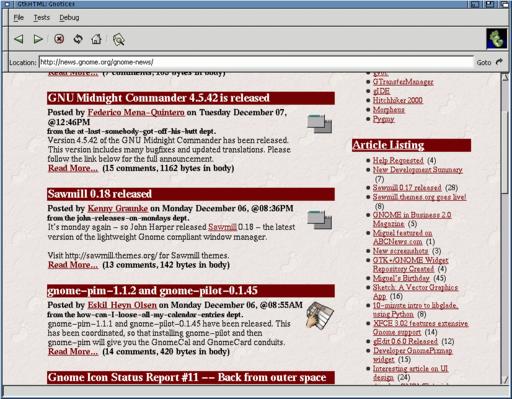 GtkHTML: Gnotices
File Tests Debug
Location: http://news.gnome.org/gnome-news/ Goto
Read More... (7 comments, 103 bytes in body)
GNU Midnight Commander 4.5.42 is released
Posted by Federico Mena-Quintero on Tuesday December 07,
@12:46PM
from the at-last-somebody-got-off-his-butt dept.
Version 4.5.42 of the GNU Midnight Commander has been released.
This version includes many bugfixes and updated translations. Please
follow the link below for the full announcement.
Read More... (15 comments, 1162 bytes in body)
Sawmill 0.18 released
Posted by Kenny Graunke on Monday December 06, @08:36PM
from the john-releases-on-mondays dept.
It's monday again – so John Harper released Sawmill 0.18 – the latest
version of the lightweight Gnome compliant window manager.
Visit http://sawmill.themes.org/ for Sawmill themes.
Read More... (13 comments, 142 bytes in body)
gnome-pim-1.1.2 and gnome-pilot-0.1.45
Posted by Eskil Heyn Olsen on Monday December 06, @08:55AM
from the how-can-I-loose-all-my-calendar-entries dept.
gnome-pim-1.1.2 and gnome-pilot-0.1.45 have been released. This
has been coordinated, so that installing gnome-pilot and then
gnome-pim will give you the GnomeCal and GnomeCard conduits.
Read More... (14 comments, 420 bytes in body)
Gnome Icon Status Report #11 -- Back from outer space
GTransferManager
gIDE
Hitchhiker 2000
Morpheus
Pygmy
Article Listing
Help Requested (4)
New Development Summary
(7)
Sawmill 0.17 released (28)
Sawmill.themes.org goes live!
(8)
GNOME in Business 2.0
Magazine (5)
Miguel featured on
ABCNews.com (1)
New screenshots (3)
GTK+/GNOME Widget
Repository Created (4)
Miguel's Birthday (45)
Sketch: A Vector Graphics
App (16)
10-minute intro to libglade,
using Python (8)
XFCE 3.02 features extensive
Gnome support (14)
gEdit 0.6.0 Released (12)
Developer GnomePixmap
widget (15)
Interesting article on UI
design (24)